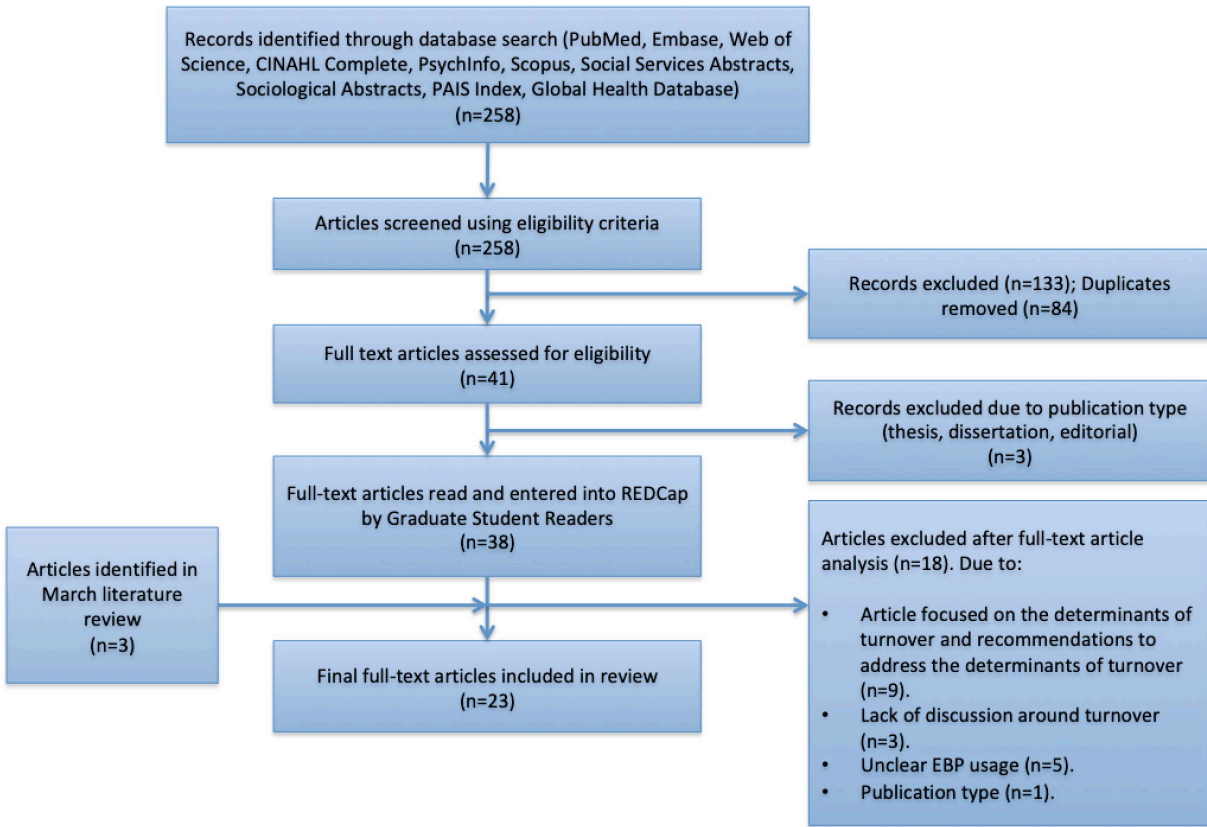 Records identified through database search (PubMed, Embase, Web of
Science, CINAHL Complete, PsychInfo, Scopus, Social Services Abstracts,
Sociological Abstracts, PAIS Index, Global Health Database)
(n=258)
Articles screened using eligibility criteria
(n=258)
Records excluded (n=133); Duplicates
removed (n=84)
Full text articles assessed for eligibility
(n=41)
Records excluded due to publication type
(thesis, dissertation, editorial)
(n=3)
Full-text articles read and entered into REDCap
by Graduate Student Readers
(n=38)
Articles identified in
March literature
review
(n=3)
Articles excluded after full-text article
analysis (n=18). Due to:
• Article focused on the determinants of
turnover and recommendations to
address the determinants of turnover
(n=9).
• Lack of discussion around turnover
(n=3).
• Unclear EBP usage (n=5).
• Publication type (n=1).
Final full-text articles included in review
(n=23)